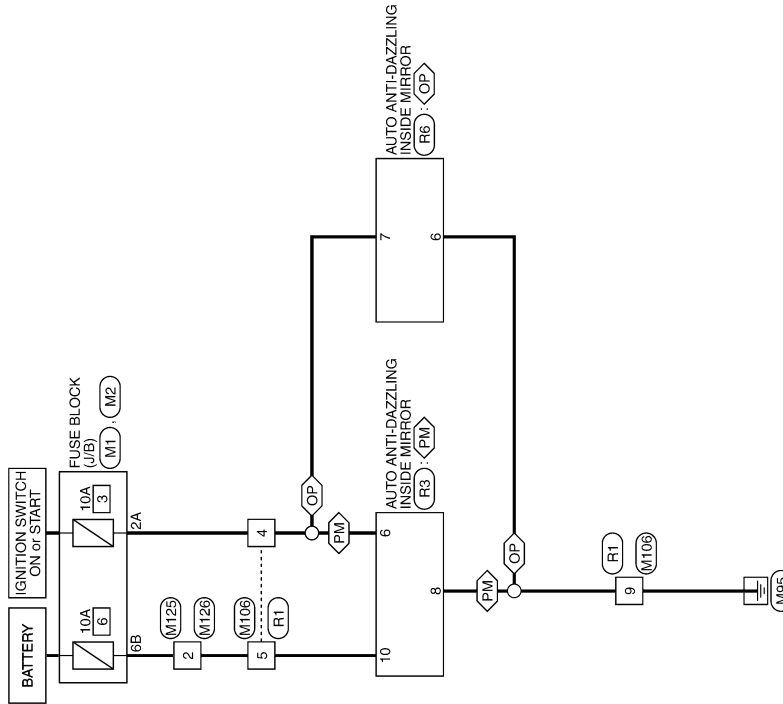 BATTERY
IGNITION SWITCH
ON or START
FUSE BLOCK
(J/B)
M1 , M2
10A
6
10A
3
6B
2A
M125
2
M126
M106
5
4
R1
OP
PM
10
6
8
AUTO ANTI-DAZZLING
INSIDE MIRROR
R3 : PM
7
6
AUTO ANTI-DAZZLING
INSIDE MIRROR
R6 : OP
PM
OP
R1
9
M106
M95